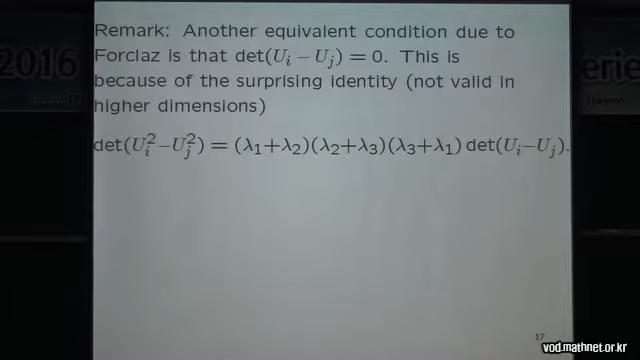 Remark: Another equivalent condition due to
Forclaz is that det(U_i − U_j) = 0. This is
because of the surprising identity (not valid in
higher dimensions)
det(U_i^2−U_j^2) = (λ_1+λ_2)(λ_2+λ_3)(λ_3+λ_1) det(U_i−U_j).
17
2016
erie
vod.mathnet.or.kr